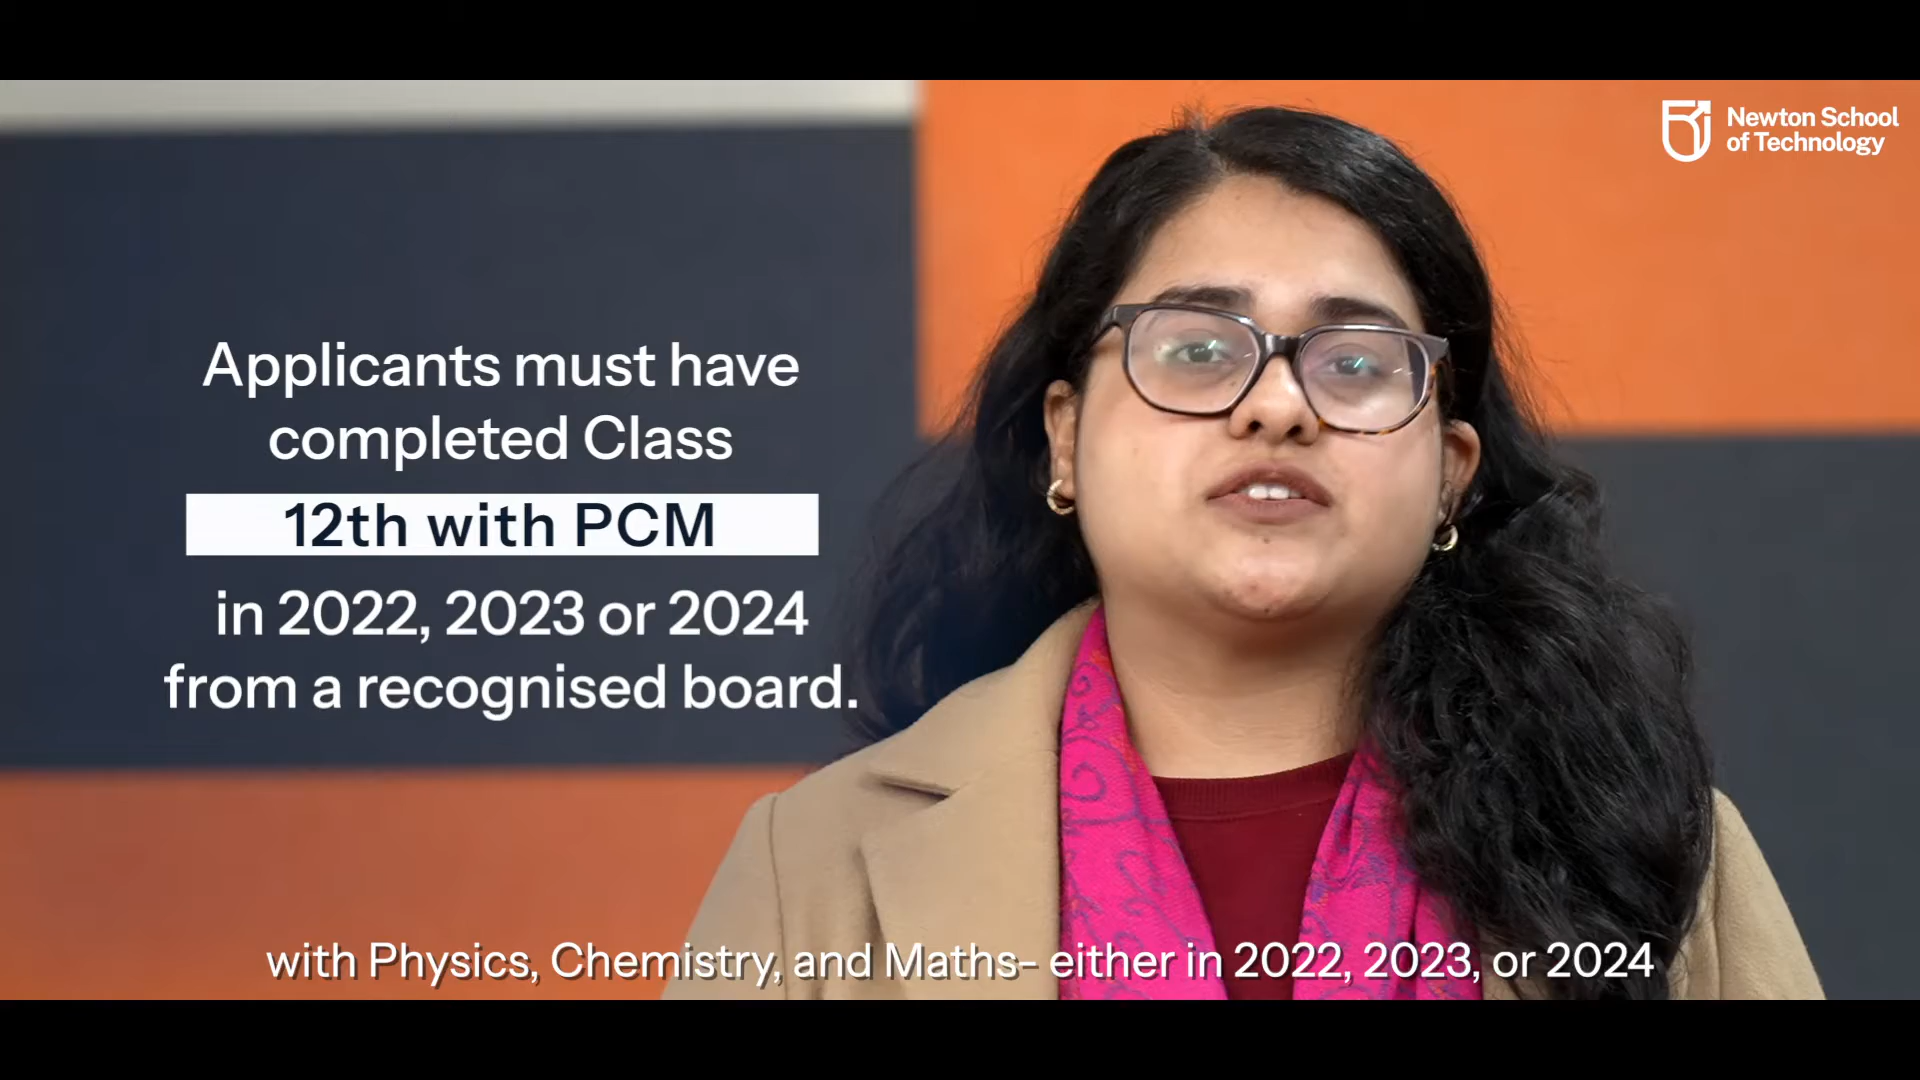 Newton School
of Technology
Applicants must have
completed Class
12th with PCM
in 2022, 2023 or 2024
from a recognised board.
with Physics, Chemistry, and Maths- either in 2022, 2023, or 2024